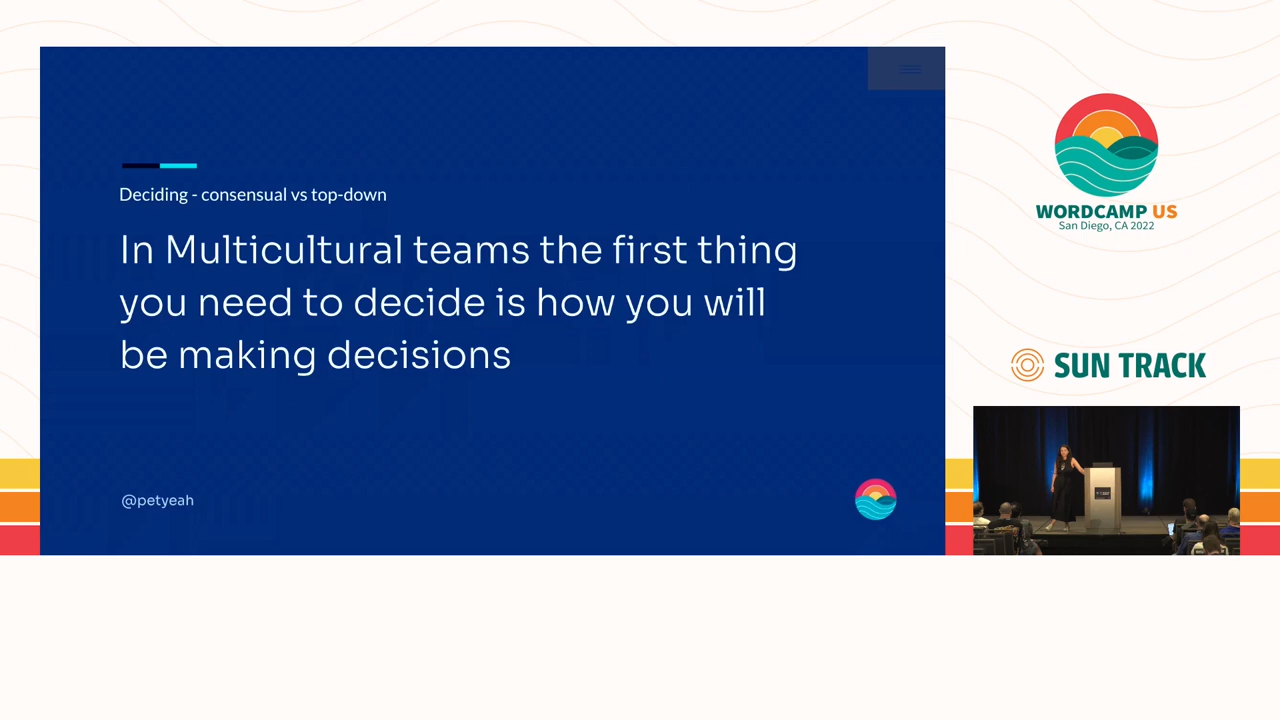 Deciding - consensual vs top-down
In Multicultural teams the first thing
you need to decide is how you will
be making decisions
@petyeah
WORDCAMP US
San Diego, CA 2022
SUN TRACK